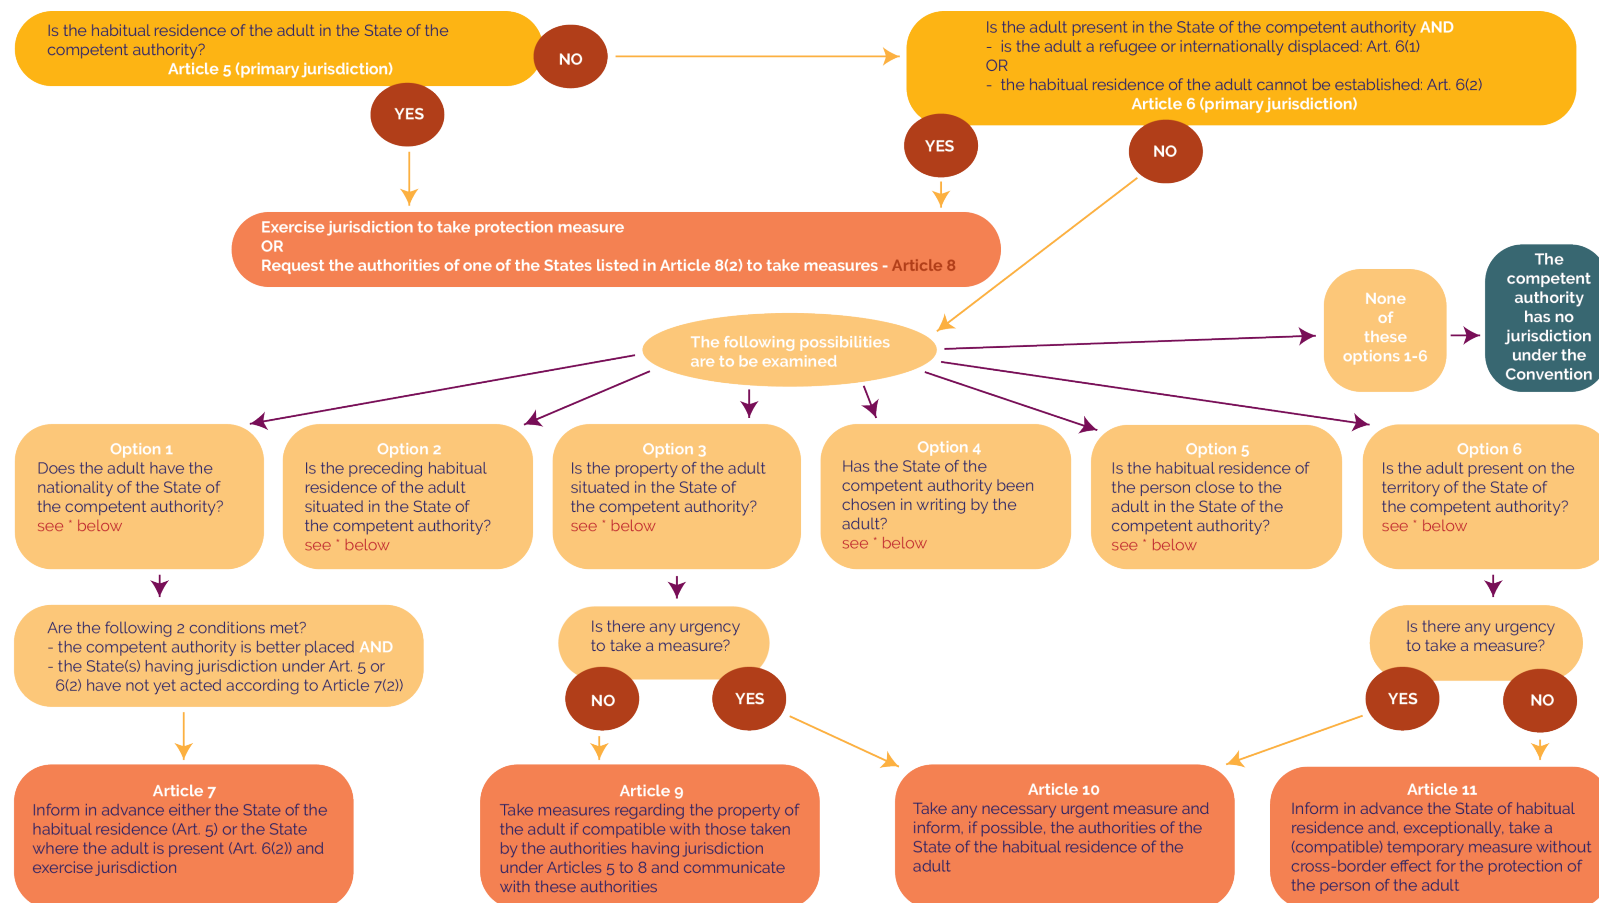 Is the habitual residence of the adult in the State of the
competent authority?
Article 5 (primary jurisdiction)
NO
YES
Is the adult present in the State of the competent authority AND
- is the adult a refugee or internationally displaced: Art. 6(1)
OR
- the habitual residence of the adult cannot be established: Art. 6(2)
Article 6 (primary jurisdiction)
YES
NO
Exercise jurisdiction to take protection measure
OR
Request the authorities of one of the States listed in Article 8(2) to take measures - Article 8
The following possibilities
are to be examined
None
of
these
options 1-6
The
competent
authority
has no
jurisdiction
under the
Convention
Option 1
Does the adult have the
nationality of the State of
the competent authority?
see * below
Option 2
Is the preceding habitual
residence of the adult
situated in the State of
the competent authority?
see * below
Option 3
Is the property of the adult
situated in the State of
the competent authority?
see * below
Option 4
Has the State of the
competent authority been
chosen in writing by the
adult?
see * below
Option 5
Is the habitual residence of
the person close to the
adult in the State of the
competent authority?
see * below
Option 6
Is the adult present on the
territory of the State of
the competent authority?
see * below
Are the following 2 conditions met?
- the competent authority is better placed AND
- the State(s) having jurisdiction under Art. 5 or
6(2) have not yet acted according to Article 7(2))
Is there any urgency
to take a measure?
NO
YES
Is there any urgency
to take a measure?
YES
NO
Article 7
Inform in advance either the State of the
habitual residence (Art. 5) or the State
where the adult is present (Art. 6(2)) and
exercise jurisdiction
Article 9
Take measures regarding the property of
the adult if compatible with those taken
by the authorities having jurisdiction
under Articles 5 to 8 and communicate
with these authorities
Article 10
Take any necessary urgent measure and
inform, if possible, the authorities of the
State of the habitual residence of the
adult
Article 11
Inform in advance the State of habitual
residence and, exceptionally, take a
(compatible) temporary measure without
cross-border effect for the protection of
the person of the adult